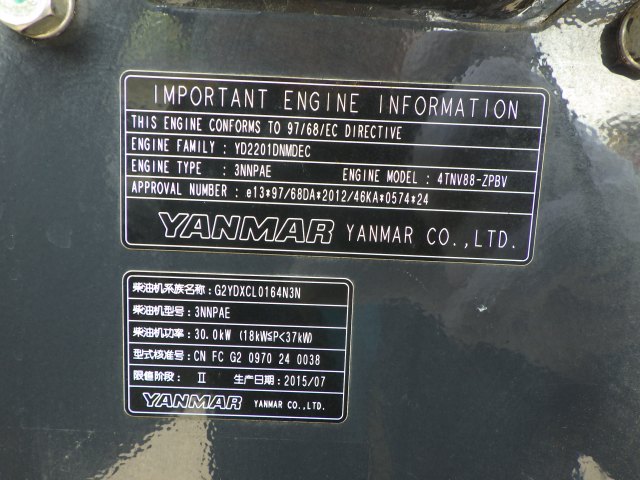 IMPORTANT ENGINE INFORMATION
THIS ENGINE CONFORMS TO 97/68/EC DIRECTIVE
ENGINE FAMILY : YD2201DNMDEC
ENGINE TYPE : 3NNPAE ENGINE MODEL : 4TNV88-ZPBV
APPROVAL NUMBER : e13*97/68DA*2012/46KA*0574*24
YANMAR YANMAR CO.,LTD.
柴油机系族名称: G2YDXCL0164N3N
柴油机型号: 3NNPAE
柴油机功率: 30.0kW (18kW≦P<37kW)
型式核准号: CN FC G2 0970 24 0038
限值阶段: II 生产日期: 2015/07
YANMAR YANMAR CO.,LTD.